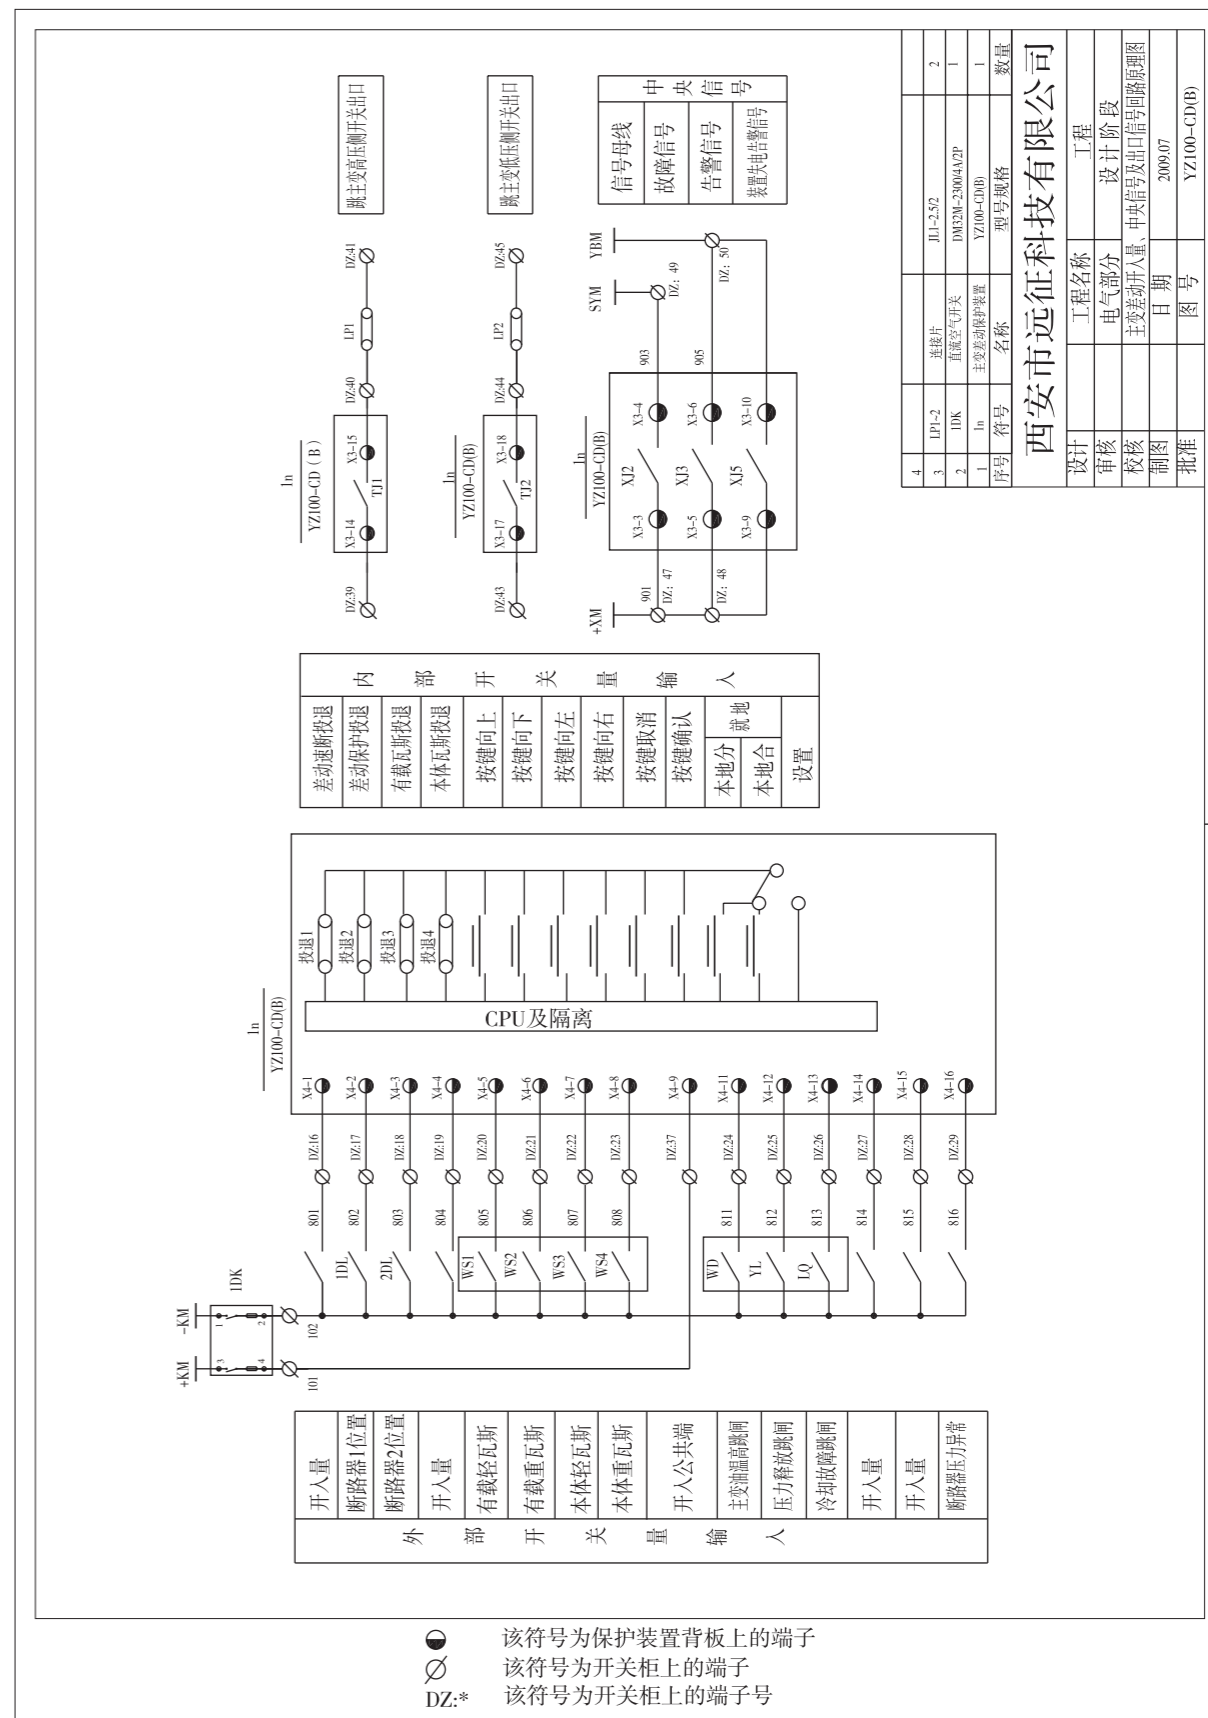 外部开关量输入
开入量
断路器1位置
断路器2位置
开入量
有载轻瓦斯
有载重瓦斯
本体轻瓦斯
本体重瓦斯
开入公共端
主变油温高跳闸
压力释放跳闸
冷却故障跳闸
开入量
开入量
断路器压力异常
+KM
-KM
1DK
3
4
1
2
101
102
1DL
2DL
WS1
WS2
WS3
WS4
WD
YL
LQ
801
802
803
804
805
806
807
808
811
812
813
814
815
816
DZ:16
DZ:17
DZ:18
DZ:19
DZ:20
DZ:21
DZ:22
DZ:23
DZ:37
DZ:24
DZ:25
DZ:26
DZ:27
DZ:28
DZ:29
1n
YZ100-CD(B)
X4-1
X4-2
X4-3
X4-4
X4-5
X4-6
X4-7
X4-8
X4-9
X4-11
X4-12
X4-13
X4-14
X4-15
X4-16
CPU及隔离
投退1
投退2
投退3
投退4
差动速断投退
差动保护投退
有载瓦斯投退
本体瓦斯投退
按键向上
按键向下
按键向左
按键向右
按键取消
按键确认
本地分
本地合
就地
设置
内部开关量输入
1n
YZ100-CD（B）
DZ:39
X3-14
TJ1
X3-15
DZ:40
LP1
DZ:41
跳主变高压侧开关出口
1n
YZ100-CD(B)
DZ:43
X3-17
TJ2
X3-18
DZ:44
LP2
DZ:45
跳主变低压侧开关出口
1n
YZ100-CD(B)
+XM
901
DZ：47
DZ：48
X3-3
XJ2
X3-4
903
DZ：49
SYM
X3-5
XJ3
X3-6
905
DZ：50
YBM
X3-9
XJ5
X3-10
中央信号
信号母线
故障信号
告警信号
装置失电告警信号
4
3 LP1-2 连接片 JL1-2.5/2 2
2 1DK 直流空气开关 DM32M-2300/4A/2P 1
1 1n 主变差动保护装置 YZ100-CD(B) 1
序号 符号 名称 型号规格 数量
西安市远征科技有限公司
设计 工程名称 工程
审核 电气部分 设计阶段
校核 主变差动开入量、中央信号及出口信号回路原理图
制图 日期 2009.07
批准 图号 YZ100-CD(B)
该符号为保护装置背板上的端子
该符号为开关柜上的端子
DZ:* 该符号为开关柜上的端子号